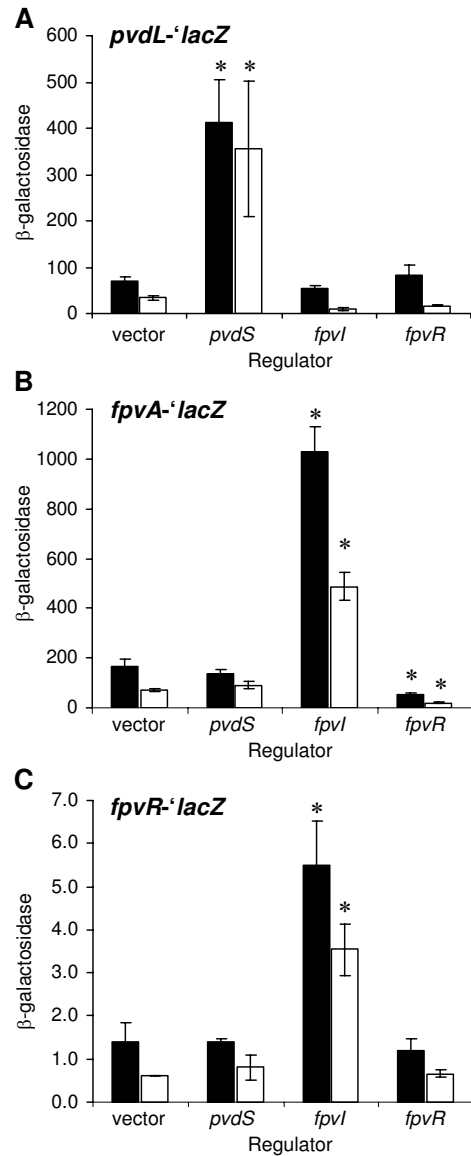 A
pvdL-‘lacZ
600
500
400
300
200
100
0
β-galactosidase
* *
vector pvdS fpvI fpvR
Regulator
B
fpvA-‘lacZ
1200
1000
800
600
400
200
0
β-galactosidase
* * * *
vector pvdS fpvI fpvR
Regulator
C
fpvR-‘lacZ
7.0
6.0
5.0
4.0
3.0
2.0
1.0
0.0
β-galactosidase
* *
vector pvdS fpvI fpvR
Regulator